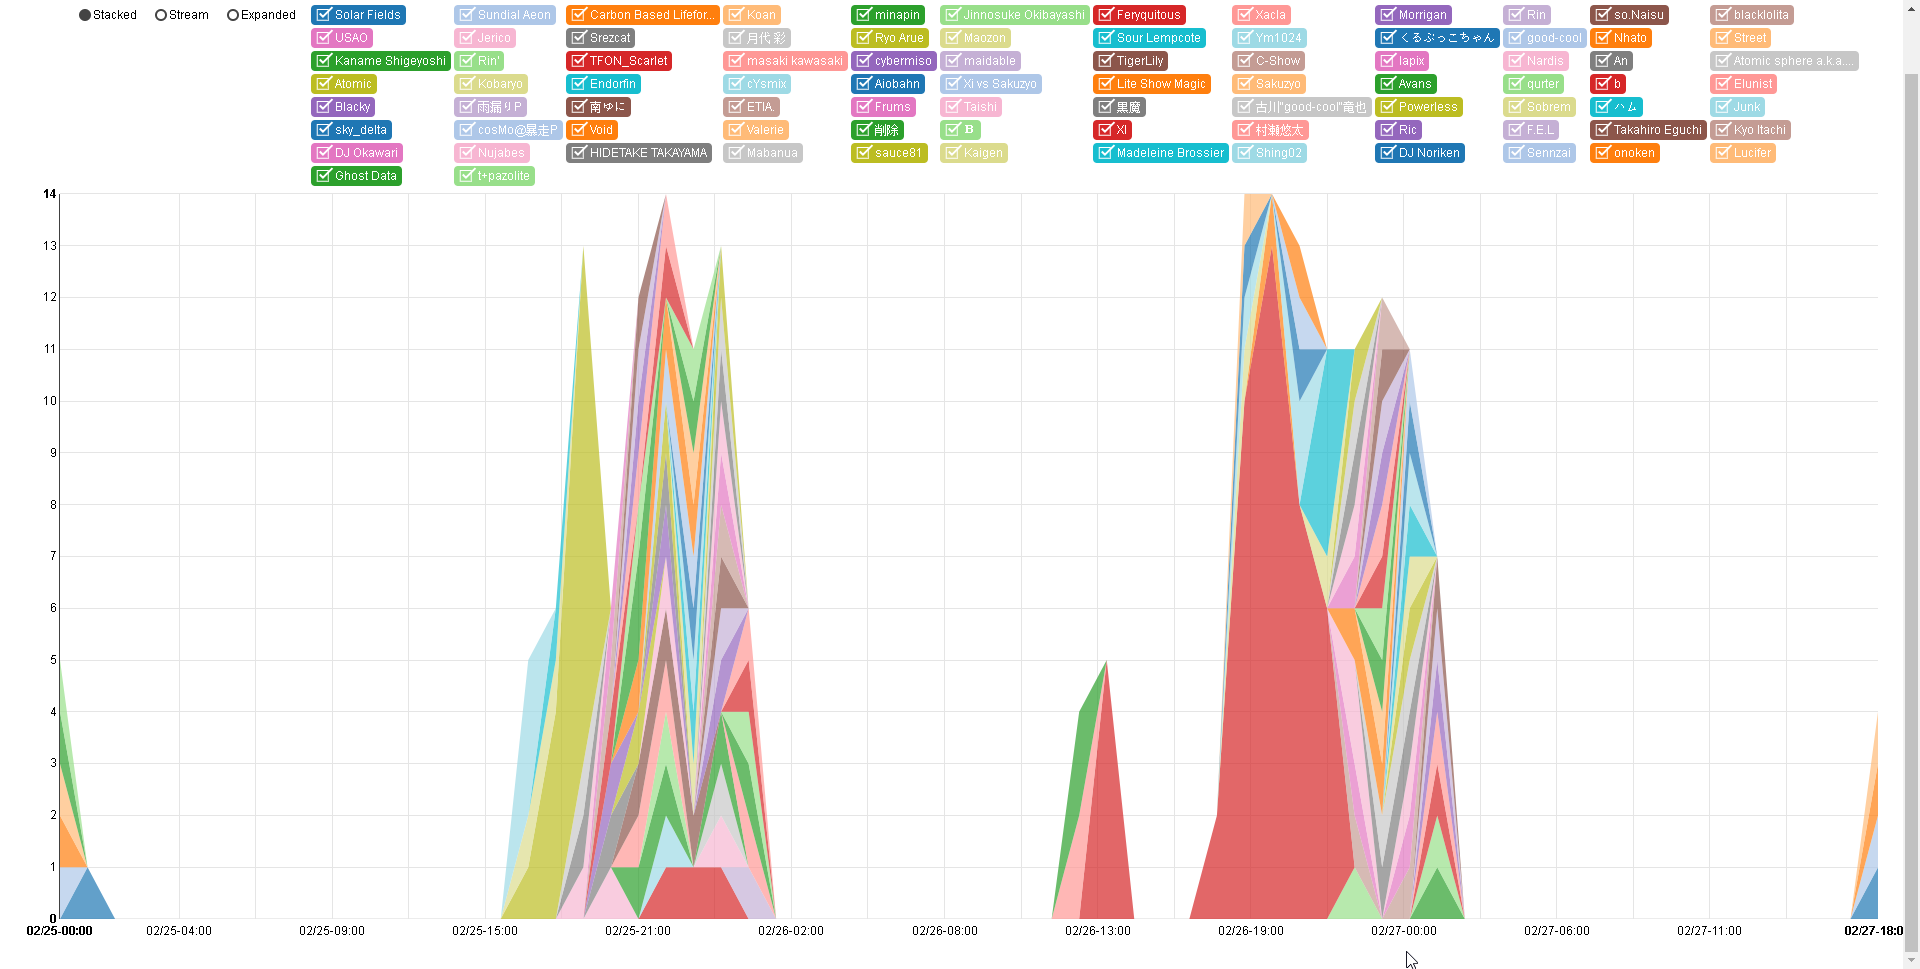 Stacked Stream Expanded Solar Fields Sundial Aeon Carbon Based Lifefor... Koan minapin Jinnosuke Okibayashi Feryquitous Xacla Morrigan Rin so.Naisu blacklolita
USAO Jerico Srezcat 月代 彩 Ryo Arue Maozon Sour Lempcote Ym1024 くるぶっこちゃん good-cool Nhato Street
Kaname Shigeyoshi Rin' TFON_Scarlet masaki kawasaki cybermiso maidable TigerLily C-Show lapix Nardis An Atomic sphere a.k.a....
Atomic Kobaryo Endorfin cYsmix Aiobahn Xi vs Sakuzyo Lite Show Magic Sakuzyo Avans qurter b Elunist
Blacky 雨漏りP 南ゆに ETIA. Frums Taishi 黒魔 古川"good-cool"竜也 Powerless Sobrem ハム Junk
sky_delta cosMo@暴走P Void Valerie 削除 B XI 村瀬悠太 Ric F.E.L Takahiro Eguchi Kyo Itachi
DJ Okawari Nujabes HIDETAKE TAKAYAMA Mabanua sauce81 Kaigen Madeleine Brossier Shing02 DJ Noriken Sennzai onoken Lucifer
Ghost Data t+pazolite
14
13
12
11
10
9
8
7
6
5
4
3
2
1
0
02/25-00:00 02/25-04:00 02/25-09:00 02/25-15:00 02/25-21:00 02/26-02:00 02/26-08:00 02/26-13:00 02/26-19:00 02/27-00:00 02/27-06:00 02/27-11:00 02/27-18:0